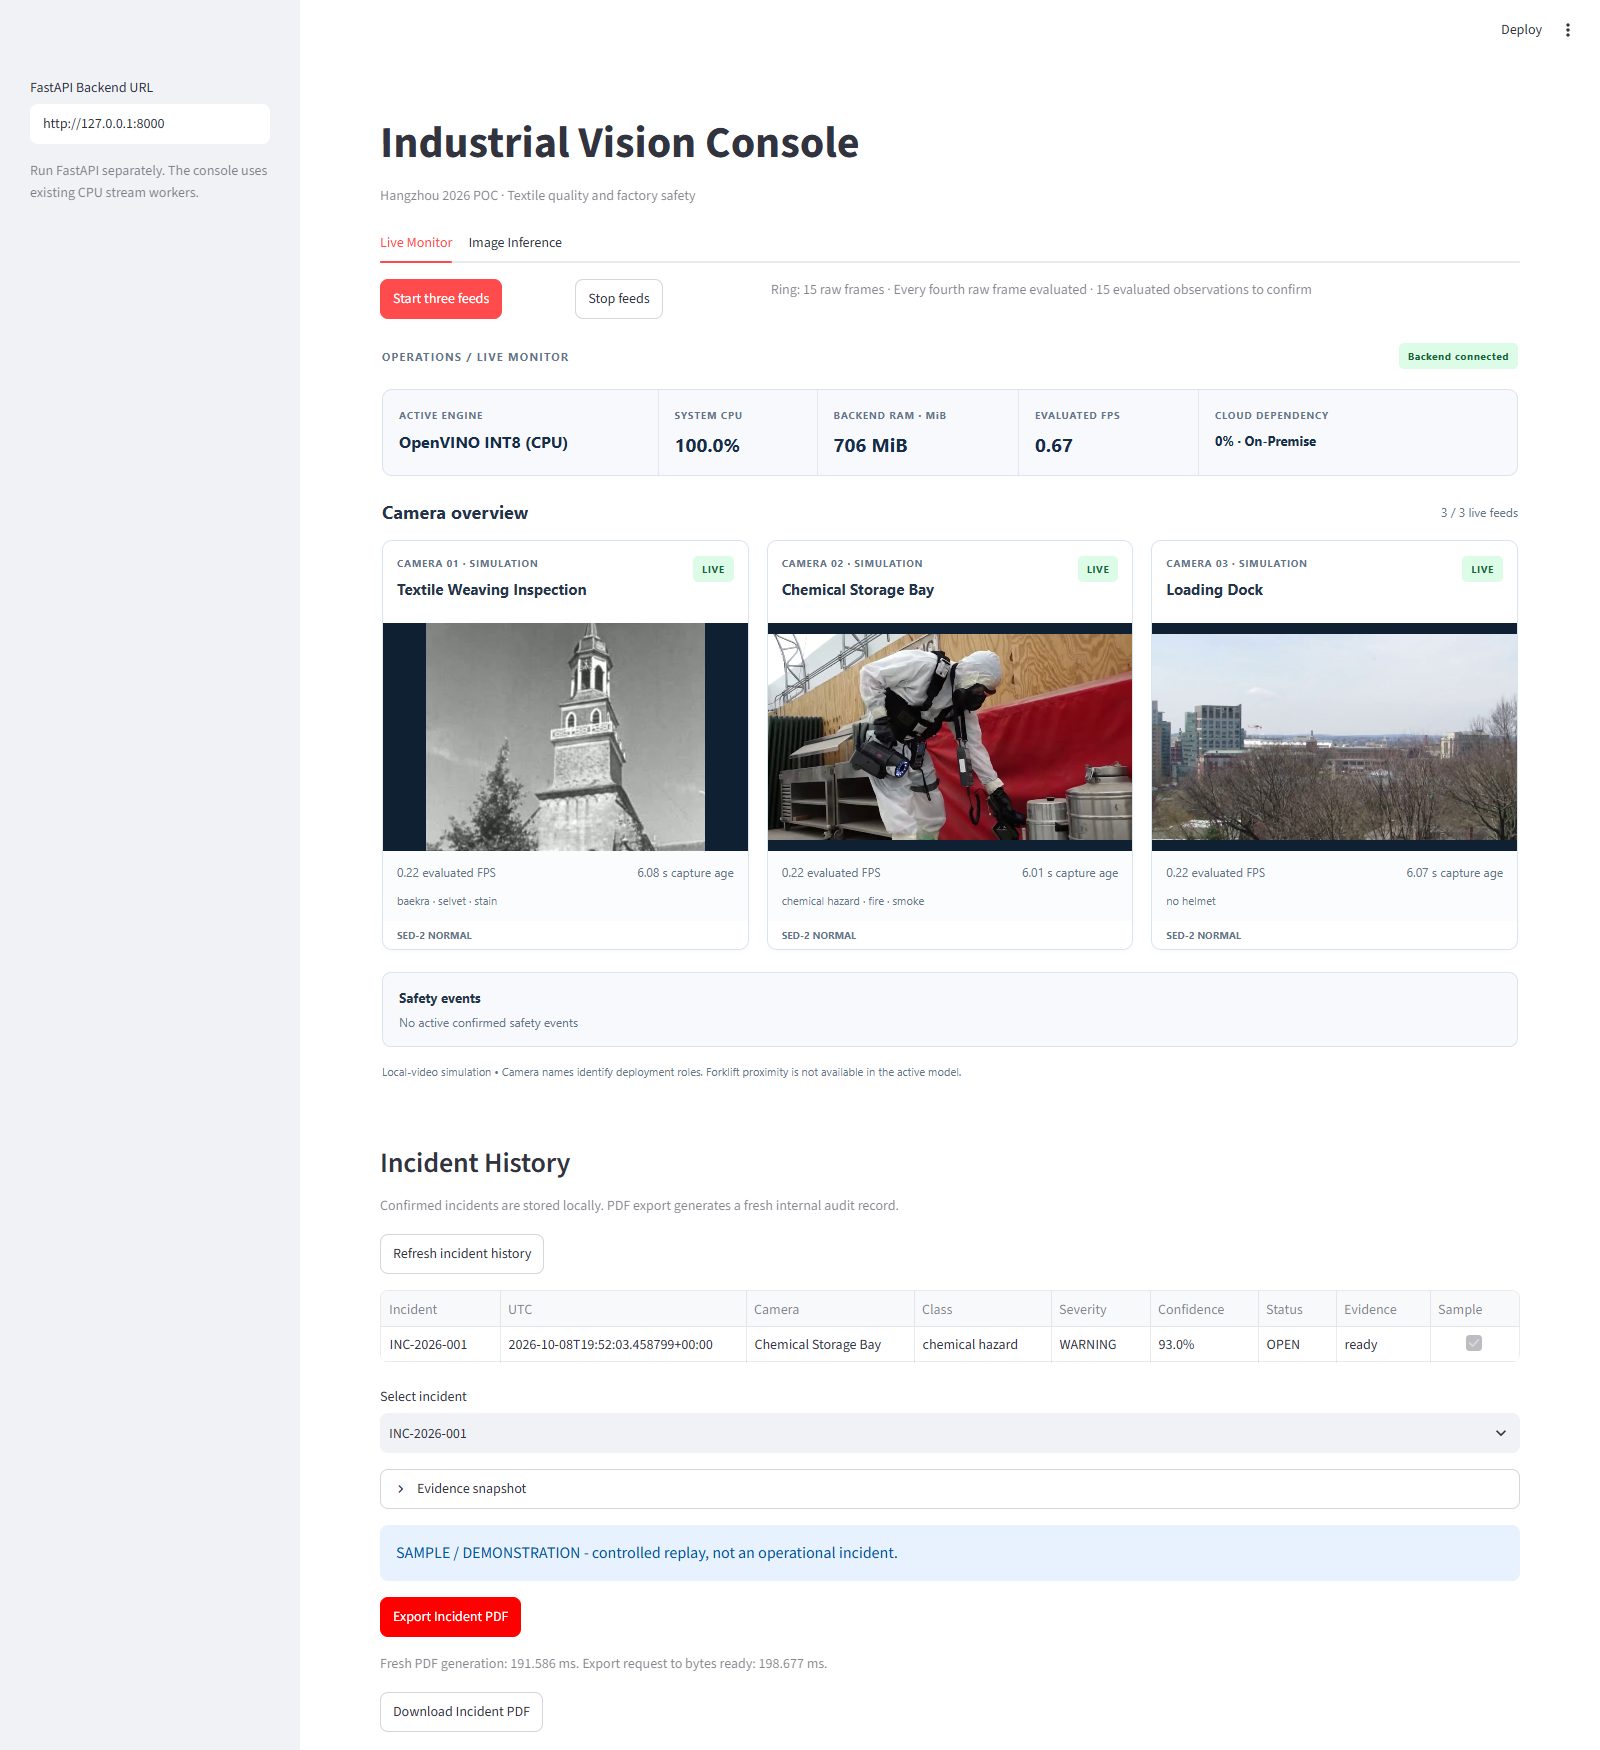 Deploy
FastAPI Backend URL
http://127.0.0.1:8000
Run FastAPI separately. The console uses
existing CPU stream workers.
Industrial Vision Console
Hangzhou 2026 POC · Textile quality and factory safety
Live Monitor
Image Inference
Start three feeds
Stop feeds
Ring: 15 raw frames · Every fourth raw frame evaluated · 15 evaluated observations to confirm
OPERATIONS / LIVE MONITOR
Backend connected
ACTIVE ENGINE
OpenVINO INT8 (CPU)
SYSTEM CPU
100.0%
BACKEND RAM · MiB
706 MiB
EVALUATED FPS
0.67
CLOUD DEPENDENCY
0% · On-Premise
Camera overview
3 / 3 live feeds
CAMERA 01 · SIMULATION
LIVE
Textile Weaving Inspection
0.22 evaluated FPS
6.08 s capture age
baekra · selvet · stain
SED-2 NORMAL
CAMERA 02 · SIMULATION
LIVE
Chemical Storage Bay
0.22 evaluated FPS
6.01 s capture age
chemical hazard · fire · smoke
SED-2 NORMAL
CAMERA 03 · SIMULATION
LIVE
Loading Dock
0.22 evaluated FPS
6.07 s capture age
no helmet
SED-2 NORMAL
Safety events
No active confirmed safety events
Local-video simulation • Camera names identify deployment roles. Forklift proximity is not available in the active model.
Incident History
Confirmed incidents are stored locally. PDF export generates a fresh internal audit record.
Refresh incident history
Incident UTC Camera Class Severity Confidence Status Evidence Sample
INC-2026-001 2026-10-08T19:52:03.458799+00:00 Chemical Storage Bay chemical hazard WARNING 93.0% OPEN ready
Select incident
INC-2026-001
Evidence snapshot
SAMPLE / DEMONSTRATION - controlled replay, not an operational incident.
Export Incident PDF
Fresh PDF generation: 191.586 ms. Export request to bytes ready: 198.677 ms.
Download Incident PDF